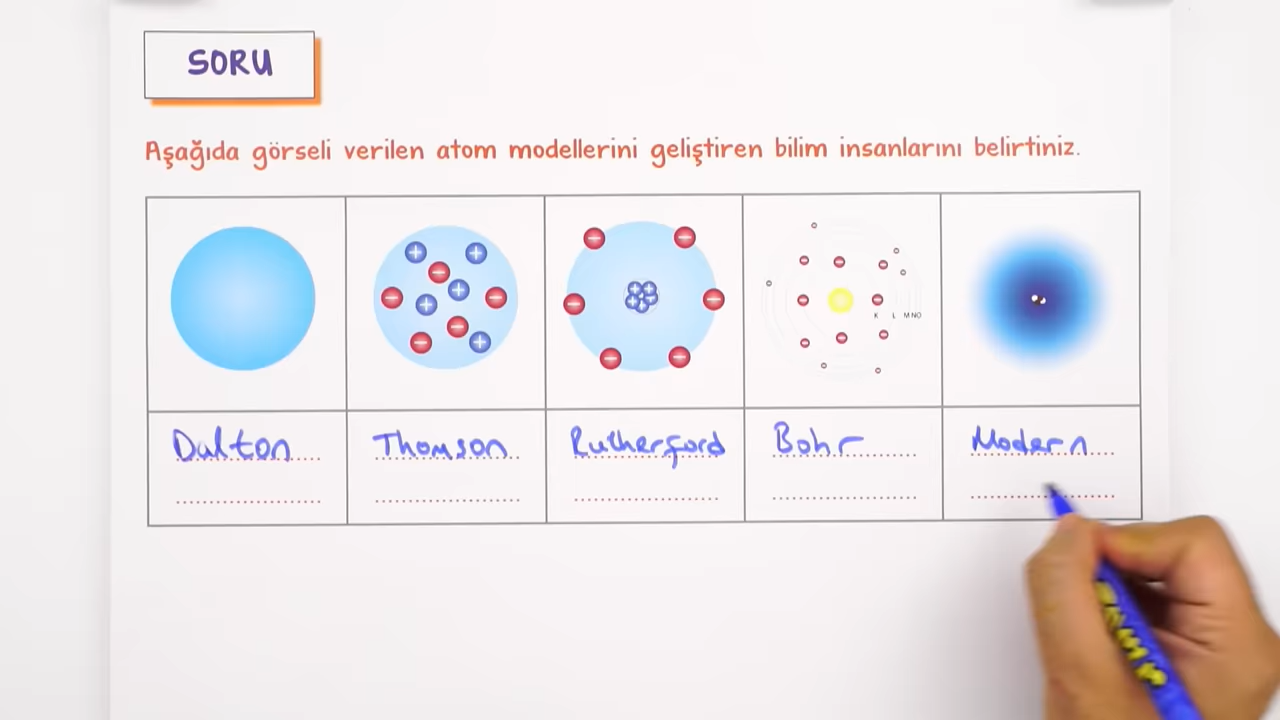 SORU
Aşağıda görseli verilen atom modellerini geliştiren bilim insanlarını belirtiniz.
K L M N O
Dalton
Thomson
Rutherford
Bohr
Modern